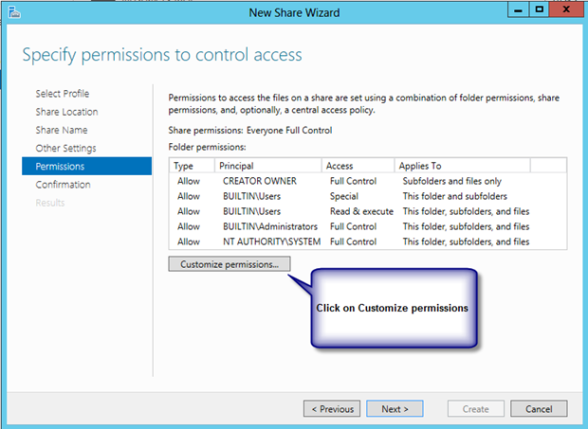 New Share Wizard
Specify permissions to control access
Select Profile
Share Location
Share Name
Other Settings
Permissions
Confirmation
Results
Permissions to access the files on a share are set using a combination of folder permissions, share
permissions, and, optionally, a central access policy.
Share permissions: Everyone Full Control
Folder permissions:
Type Principal Access Applies To
Allow CREATOR OWNER Full Control Subfolders and files only
Allow BUILTIN\Users Special This folder and subfolders
Allow BUILTIN\Users Read & execute This folder, subfolders, and files
Allow BUILTIN\Administrators Full Control This folder, subfolders, and files
Allow NT AUTHORITY\SYSTEM Full Control This folder, subfolders, and files
Customize permissions...
Click on Customize permissions
< Previous Next > Create Cancel